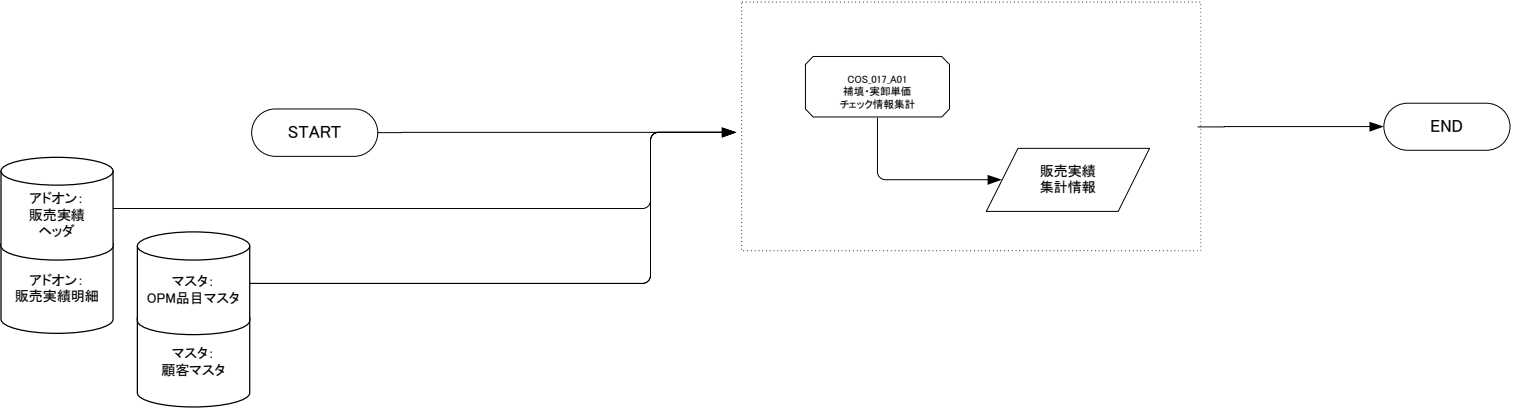 COS_017_A01
補填・実卸単価
チェック情報集計
START
END
販売実績
集計情報
アドオン：
販売実績
ヘッダ
アドオン：
販売実績明細
マスタ：
OPM品目マスタ
マスタ：
顧客マスタ